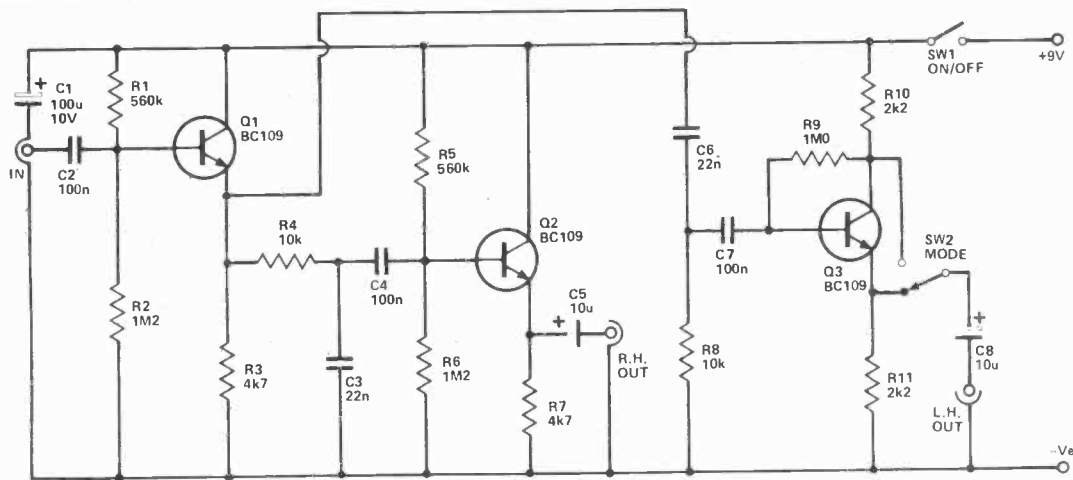 C1
100u
10V
IN
C2
100n
R1
560k
R2
1M2
Q1
BC109
R4
10k
R3
4k7
C3
22n
C4
100n
R5
560k
R6
1M2
Q2
BC109
C5
10u
R.H.
OUT
R7
4k7
C6
22n
C7
100n
R8
10k
R9
1M0
R10
2k2
Q3
BC109
R11
2k2
SW1
ON/OFF
+9V
SW2
MODE
C8
10u
L.H.
OUT
-Ve